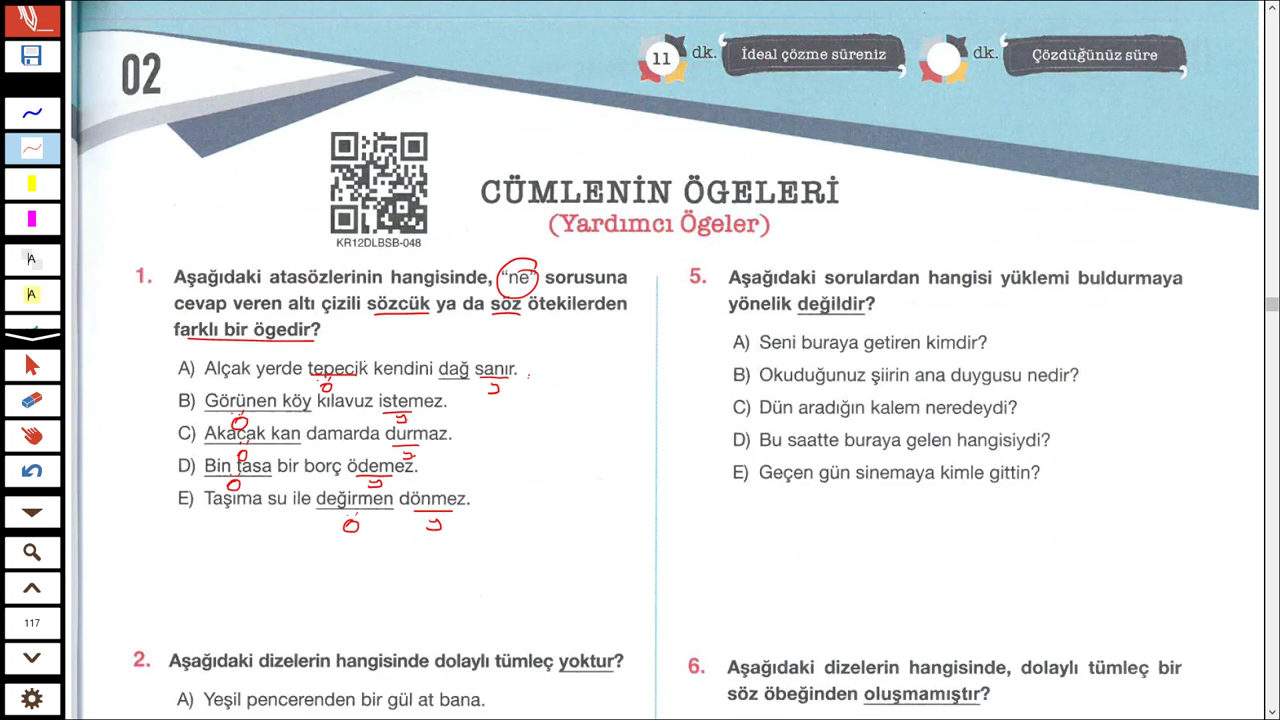 02
11 dk. İdeal çözme süreniz
dk. Çözdüğünüz süre
KR12DLBSB-048
CÜMLENİN ÖGELERİ
(Yardımcı Ögeler)
1. Aşağıdaki atasözlerinin hangisinde, "ne" sorusuna
cevap veren altı çizili sözcük ya da söz ötekilerden
farklı bir ögedir?
A) Alçak yerde tepecik kendini dağ sanır.
Ö y
B) Görünen köy kılavuz istemez.
Ö y
C) Akacak kan damarda durmaz.
Ö y
D) Bin tasa bir borç ödemez.
Ö y
E) Taşıma su ile değirmen dönmez.
Ö y
2. Aşağıdaki dizelerin hangisinde dolaylı tümleç yoktur?
A) Yeşil pencerenden bir gül at bana.
5. Aşağıdaki sorulardan hangisi yüklemi buldurmaya
yönelik değildir?
A) Seni buraya getiren kimdir?
B) Okuduğunuz şiirin ana duygusu nedir?
C) Dün aradığın kalem neredeydi?
D) Bu saatte buraya gelen hangisiydi?
E) Geçen gün sinemaya kimle gittin?
6. Aşağıdaki dizelerin hangisinde, dolaylı tümleç bir
söz öbeğinden oluşmamıştır?
A
A
117